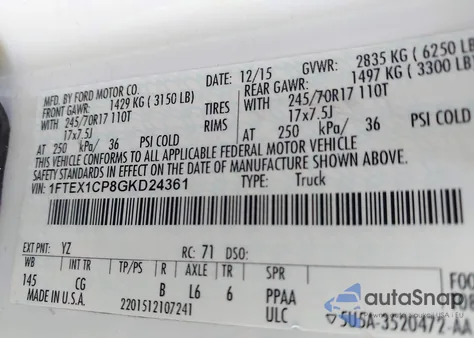 MFD. BY FORD MOTOR CO. DATE: 12/15 GVWR: 2835 KG ( 6250 LB
FRONT GAWR: 1429 KG ( 3150 LB) REAR GAWR: 1497 KG ( 3300 LB)
WITH 245/70R17 110T TIRES WITH 245/70R17 110T
17x7.5J RIMS 17x7.5J
AT 250 kPa/ 36 PSI COLD AT 250 kPa/ 36 PSI COLD
THIS VEHICLE CONFORMS TO ALL APPLICABLE FEDERAL MOTOR VEHICLE
SAFETY STANDARDS IN EFFECT ON THE DATE OF MANUFACTURE SHOWN ABOVE.
VIN: 1FTEX1CP8GKD24361 TYPE: Truck
EXT PNT: YZ RC: 71 DSO:
WB INT TR TP/PS R AXLE TR SPR
145 CG B L6 6 PPAA
MADE IN U.S.A. 2201512107241 ULC
autoSnap
5U5A-3520472-AA